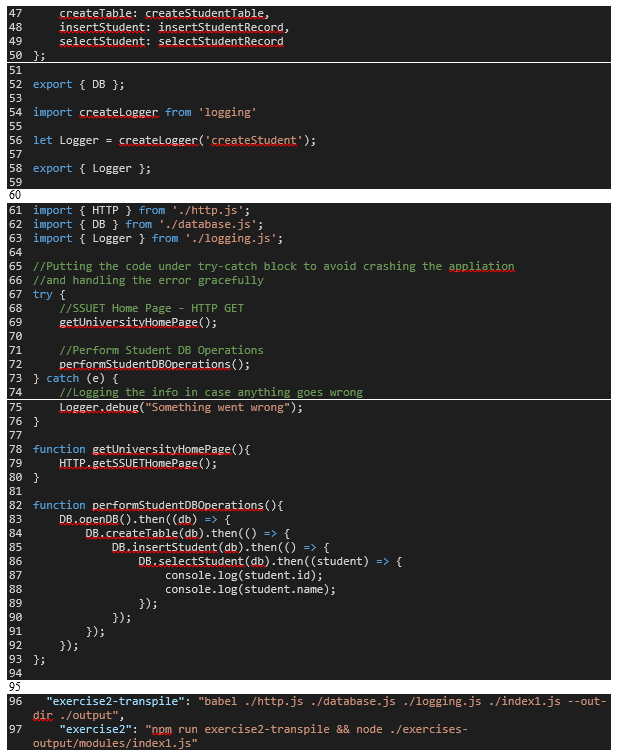 47 createTable: createStudentTable,
48 insertStudent: insertStudentRecord,
49 selectStudent: selectStudentRecord
50 };
51
52 export { DB };
53
54 import createLogger from 'logging'
55
56 let Logger = createLogger('createStudent');
57
58 export { Logger };
59
60
61 import { HTTP } from './http.js';
62 import { DB } from './database.js';
63 import { Logger } from './logging.js';
64
65 //Putting the code under try-catch block to avoid crashing the appliation
66 //and handling the error gracefully
67 try {
68 //SSUET Home Page - HTTP GET
69 getUniversityHomePage();
70
71 //Perform Student DB Operations
72 performStudentDBOperations();
73 } catch (e) {
74 //Logging the info in case anything goes wrong
75 Logger.debug("Something went wrong");
76 }
77
78 function getUniversityHomePage(){
79 HTTP.getSSUETHomePage();
80 }
81
82 function performStudentDBOperations(){
83 DB.openDB().then((db) => {
84 DB.createTable(db).then(() => {
85 DB.insertStudent(db).then(() => {
86 DB.selectStudent(db).then((student) => {
87 console.log(student.id);
88 console.log(student.name);
89 });
90 });
91 });
92 });
93 };
94
95
96 "exercise2-transpile": "babel ./http.js ./database.js ./logging.js ./index1.js --out-
dir ./output",
97 "exercise2": "npm run exercise2-transpile && node ./exercises-
output/modules/index1.js"